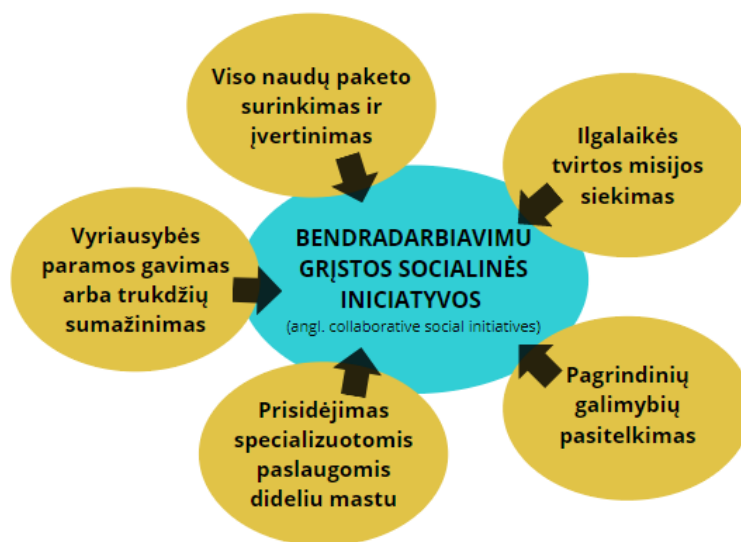 Viso naudų paketo
surinkimas ir
įvertinimas
Ilgalaikės
tvirtos misijos
siekimas
Vyriausybės
paramos gavimas
arba trukdžių
sumažinimas
BENDRADARBIAVIMU
GRĮSTOS SOCIALINĖS
INICIATYVOS
(angl. collaborative social initiatives)
Pagrindinių
galimybių
pasitelkimas
Prisidėjimas
specializuotomis
paslaugomis
dideliu mastu